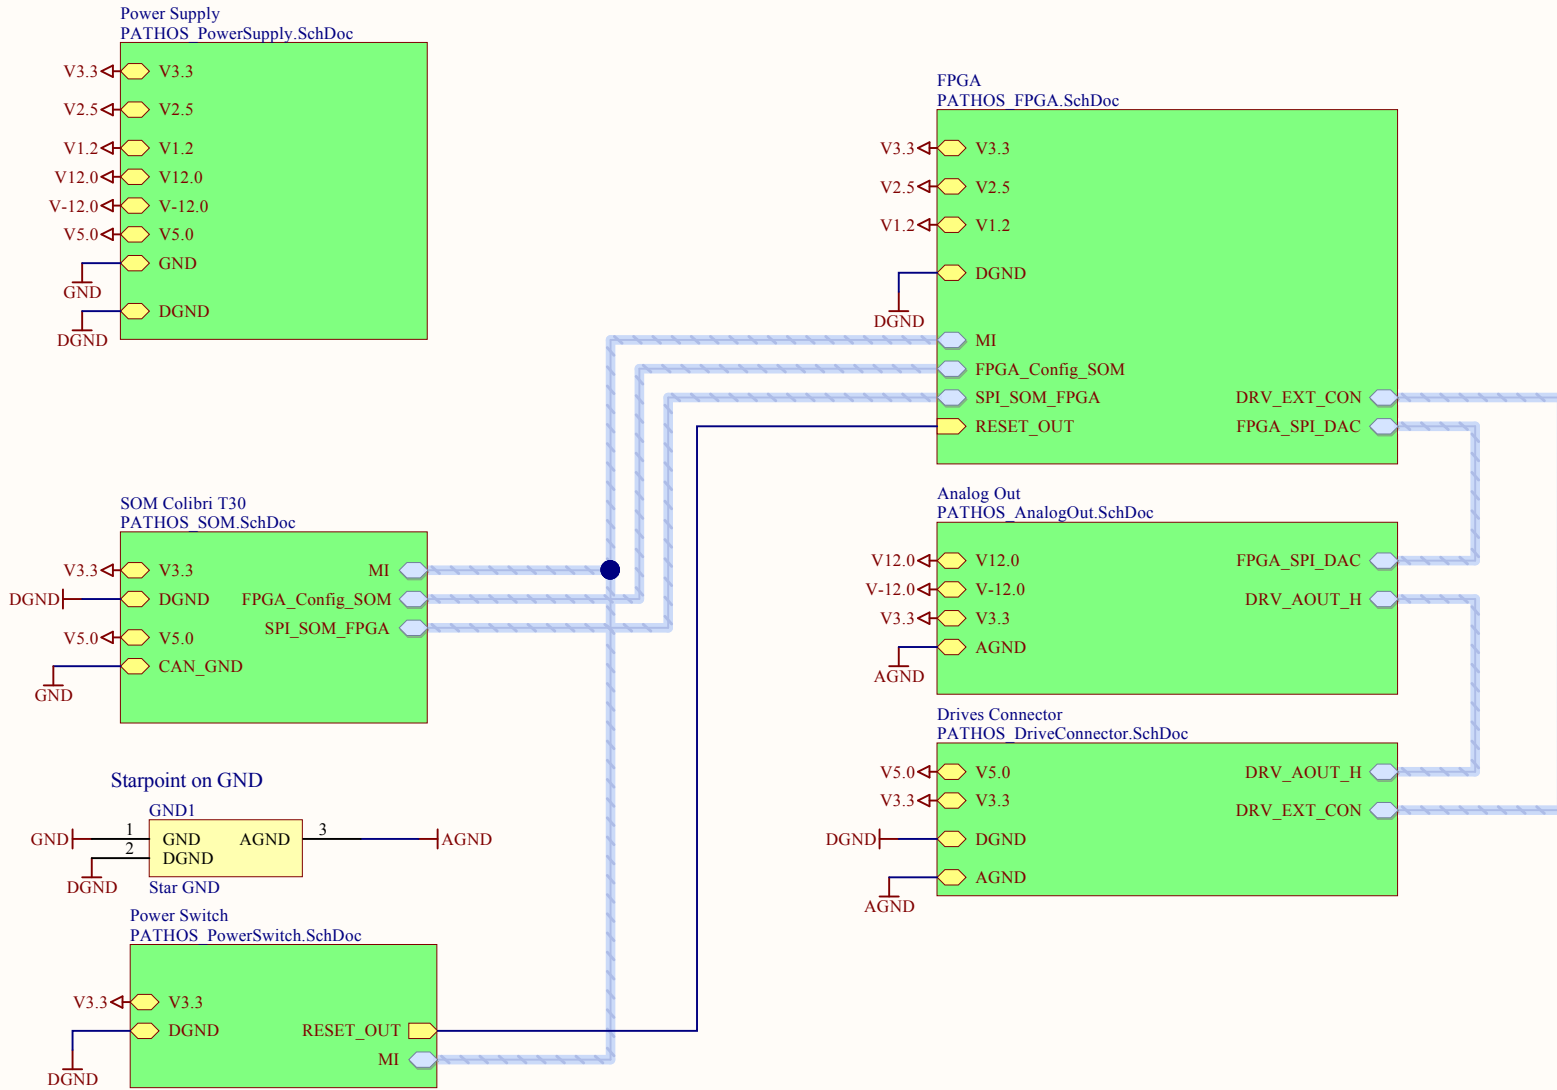 Power Supply
PATHOS_PowerSupply.SchDoc
V3.3 V3.3
V2.5 V2.5
V1.2 V1.2
V12.0 V12.0
V-12.0 V-12.0
V5.0 V5.0
GND
GND
DGND
DGND
FPGA
PATHOS_FPGA.SchDoc
V3.3 V3.3
V2.5 V2.5
V1.2 V1.2
DGND
DGND
MI
FPGA_Config_SOM
SPI_SOM_FPGA DRV_EXT_CON
RESET_OUT FPGA_SPI_DAC
SOM Colibri T30
PATHOS_SOM.SchDoc
V3.3 V3.3 MI
DGND DGND FPGA_Config_SOM
SPI_SOM_FPGA
V5.0 V5.0
CAN_GND
GND
Analog Out
PATHOS_AnalogOut.SchDoc
V12.0 V12.0 FPGA_SPI_DAC
V-12.0 V-12.0
DRV_AOUT_H
V3.3 V3.3
AGND
AGND
Drives Connector
PATHOS_DriveConnector.SchDoc
V5.0 V5.0 DRV_AOUT_H
V3.3 V3.3
DRV_EXT_CON
DGND DGND
AGND
AGND
Starpoint on GND
GND1
GND 1 GND AGND 3 AGND
2 DGND
DGND Star GND
Power Switch
PATHOS_PowerSwitch.SchDoc
V3.3 V3.3
DGND RESET_OUT
MI
DGND